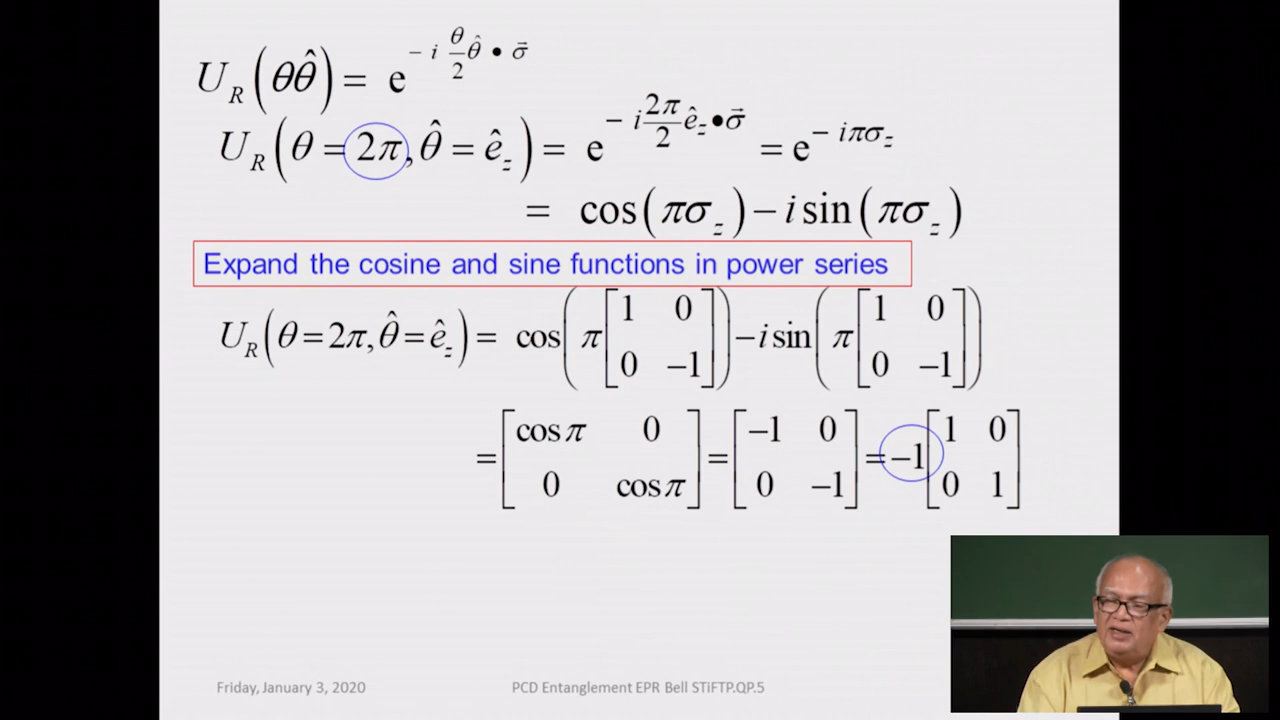 U_R(θθ̂) = e^{−i (θ/2) θ̂ • σ⃗}
U_R(θ = 2π, θ̂ = ê_z) = e^{−i (2π/2) ê_z • σ⃗} = e^{−iπσ_z}
= cos(πσ_z) − i sin(πσ_z)
Expand the cosine and sine functions in power series
U_R(θ = 2π, θ̂ = ê_z) = cos(π [1 0; 0 −1]) − i sin(π [1 0; 0 −1])
= [cos π 0; 0 cos π] = [−1 0; 0 −1] = −1 [1 0; 0 1]
Friday, January 3, 2020 PCD Entanglement EPR Bell STiFTP.QP.5